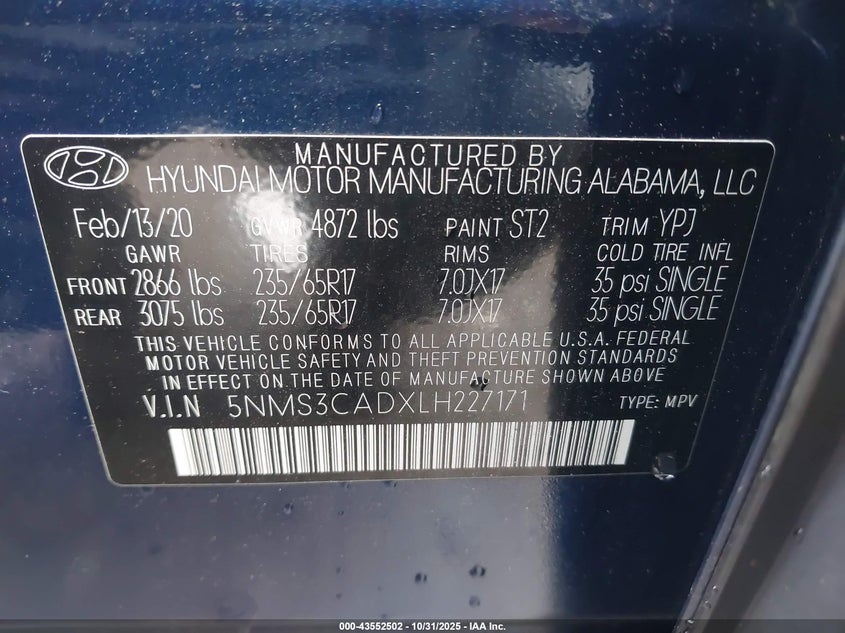 MANUFACTURED BY
HYUNDAI MOTOR MANUFACTURING ALABAMA, LLC
Feb/13/20 GVWR 4872 lbs PAINT ST2 TRIM YPJ
GAWR TIRES RIMS COLD TIRE INFL
FRONT 2866 lbs 235/65R17 7.0JX17 35 psi SINGLE
REAR 3075 lbs 235/65R17 7.0JX17 35 psi SINGLE
THIS VEHICLE CONFORMS TO ALL APPLICABLE U.S.A. FEDERAL
MOTOR VEHICLE SAFETY AND THEFT PREVENTION STANDARDS
IN EFFECT ON THE DATE OF MANUFACTURE SHOWN ABOVE
V.I.N 5NMS3CADXLH227171 TYPE: MPV
000-43552502 - 10/31/2025 - IAA Inc.